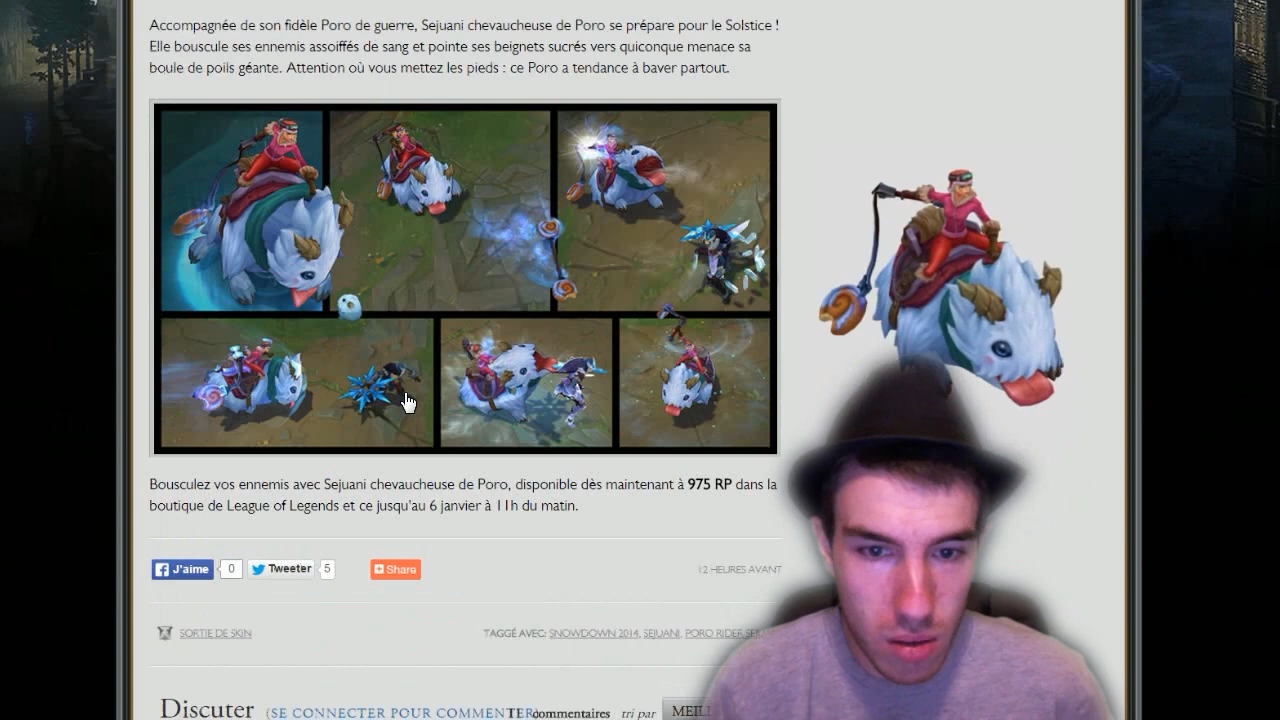 Accompagnée de son fidèle Poro de guerre, Sejuani chevaucheuse de Poro se prépare pour le Solstice !
Elle bouscule ses ennemis assoiffés de sang et pointe ses beignets sucrés vers quiconque menace sa
boule de poils géante. Attention où vous mettez les pieds : ce Poro a tendance à baver partout.
Bousculez vos ennemis avec Sejuani chevaucheuse de Poro, disponible dès maintenant à 975 RP dans la
boutique de League of Legends et ce jusqu'au 6 janvier à 11h du matin.
J'aime 0 Tweeter 5 Share 12 HEURES AVANT
SORTIE DE SKIN TAGGÉ AVEC: SNOWDOWN 2014, SEJUANI, PORO RIDER
Discuter (SE CONNECTER POUR COMMENTER) commentaires tri par